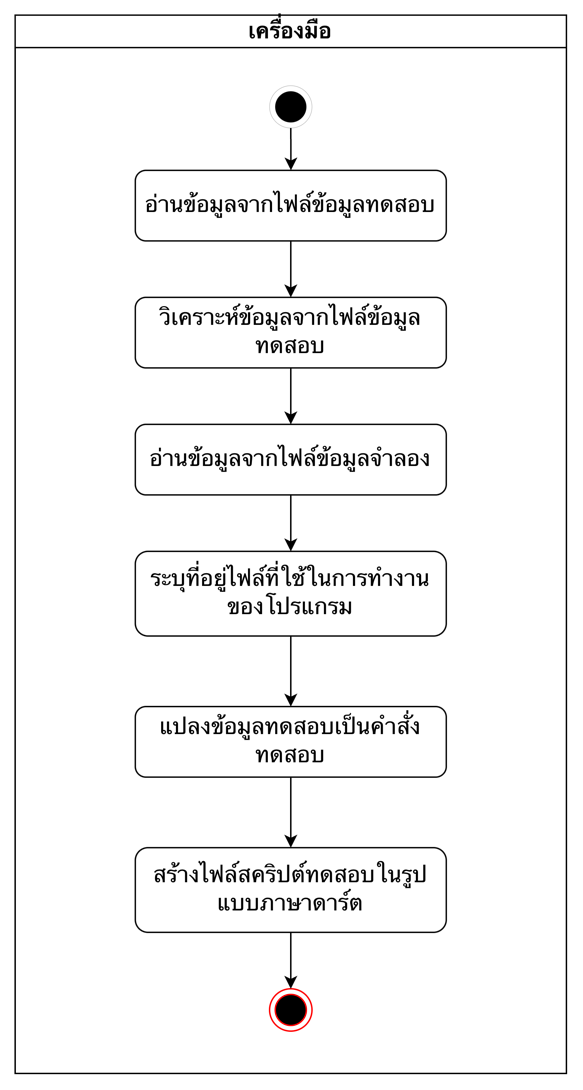 เครื่องมือ
อ่านข้อมูลจากไฟล์ข้อมูลทดสอบ
วิเคราะห์ข้อมูลจากไฟล์ข้อมูล
ทดสอบ
อ่านข้อมูลจากไฟล์ข้อมูลจำลอง
ระบุที่อยู่ไฟล์ที่ใช้ในการทำงาน
ของโปรแกรม
แปลงข้อมูลทดสอบเป็นคำสั่ง
ทดสอบ
สร้างไฟล์สคริปต์ทดสอบในรูป
แบบภาษาดาร์ต